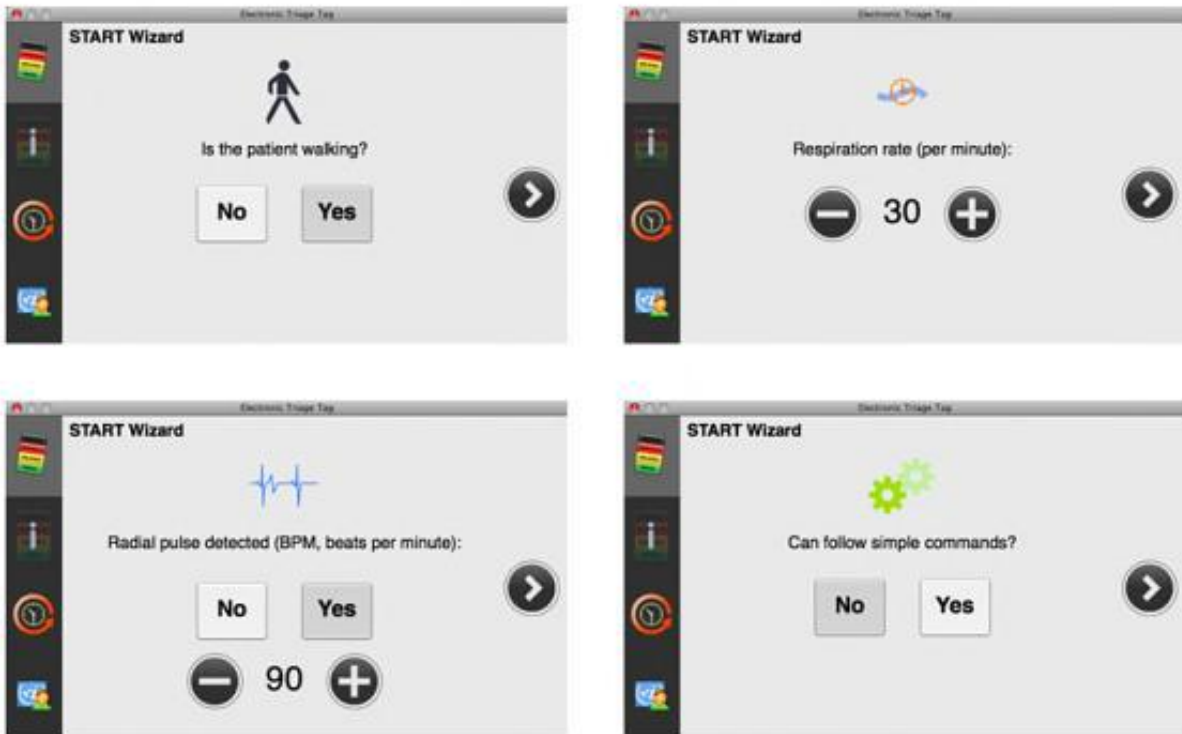 Electronic Triage Tag
START Wizard
Is the patient walking?
No Yes
Electronic Triage Tag
START Wizard
Respiration rate (per minute):
30
Electronic Triage Tag
START Wizard
Radial pulse detected (BPM, beats per minute):
No Yes
90
Electronic Triage Tag
START Wizard
Can follow simple commands?
No Yes